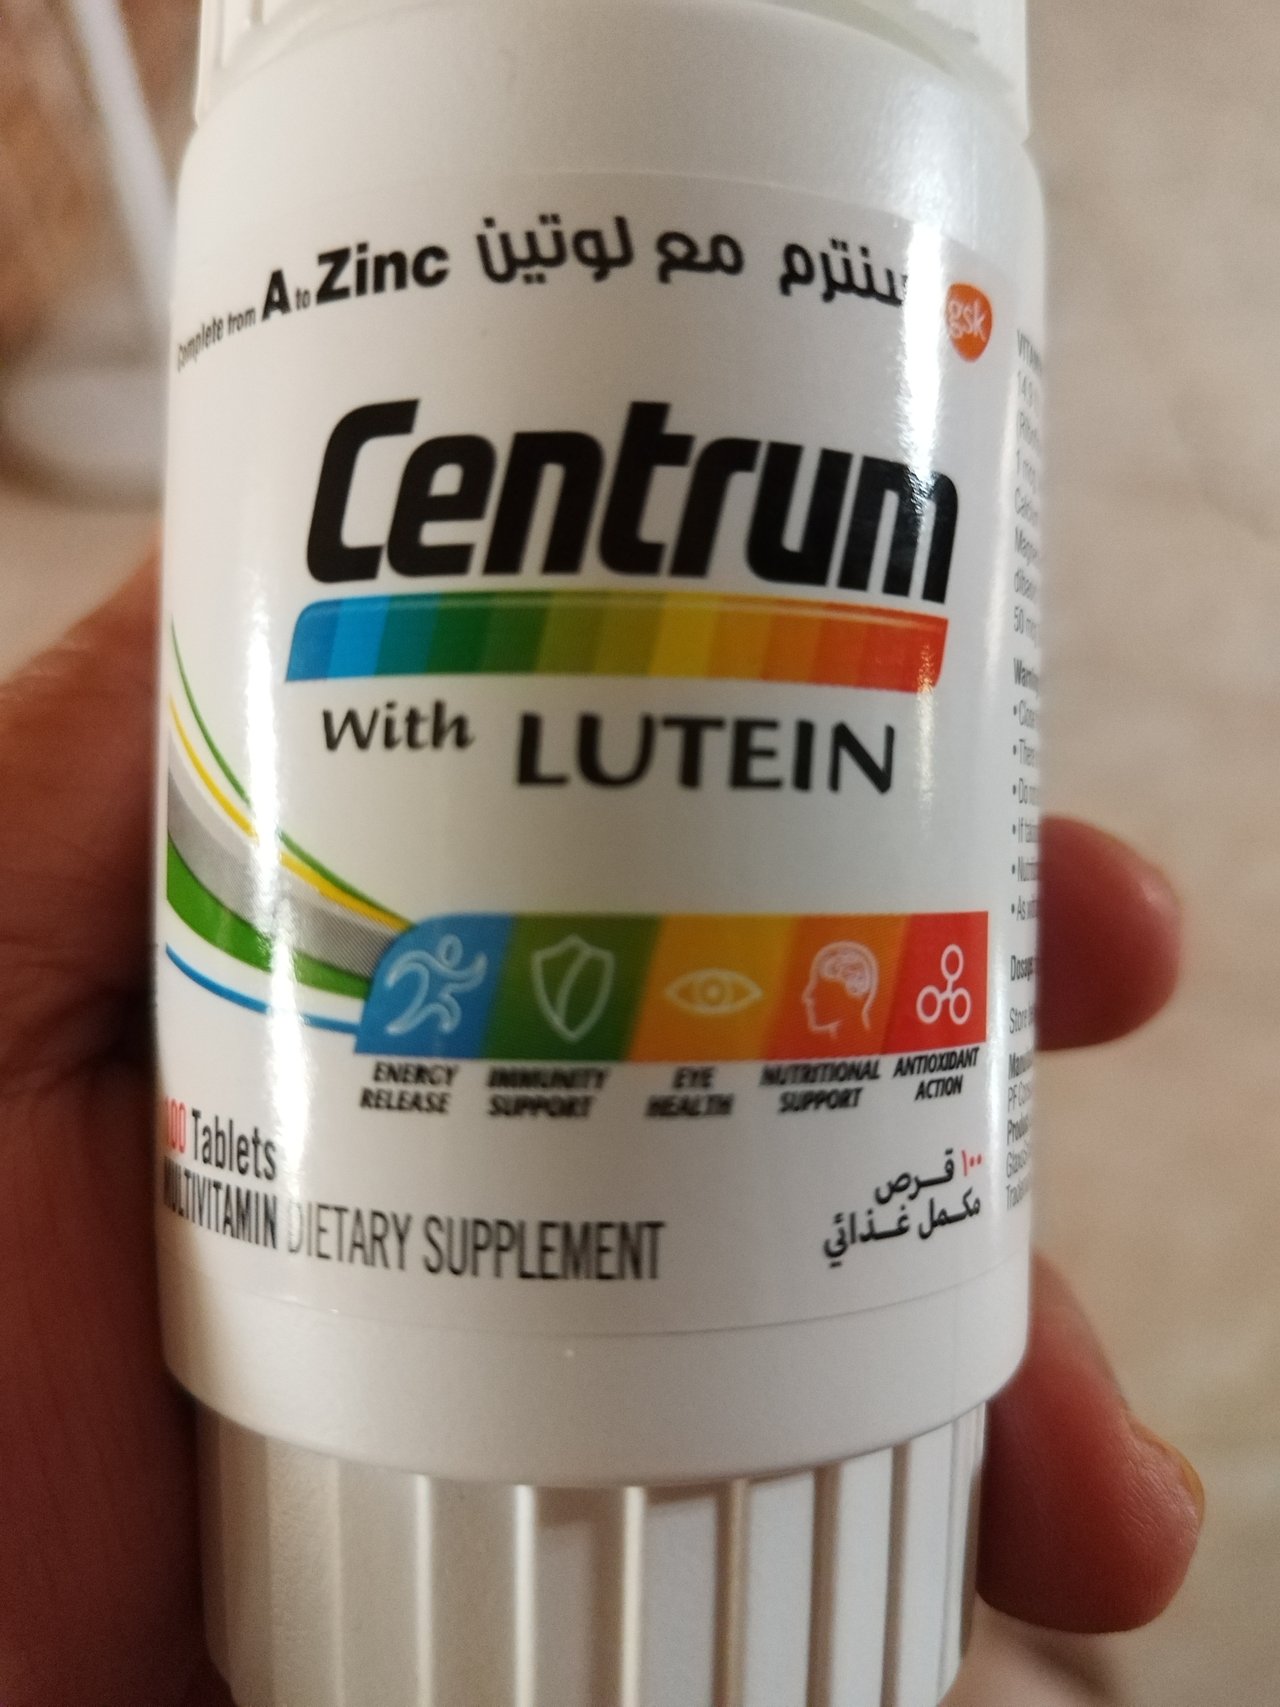 Complete from A to Zinc
سنترم مع لوتين
gsk
Centrum
With LUTEIN
ENERGY
RELEASE
IMMUNITY
SUPPORT
EYE
HEALTH
NUTRITIONAL
SUPPORT
ANTIOXIDANT
ACTION
100 Tablets
MULTIVITAMIN DIETARY SUPPLEMENT
١٠٠ قرص
مكمل غذائي